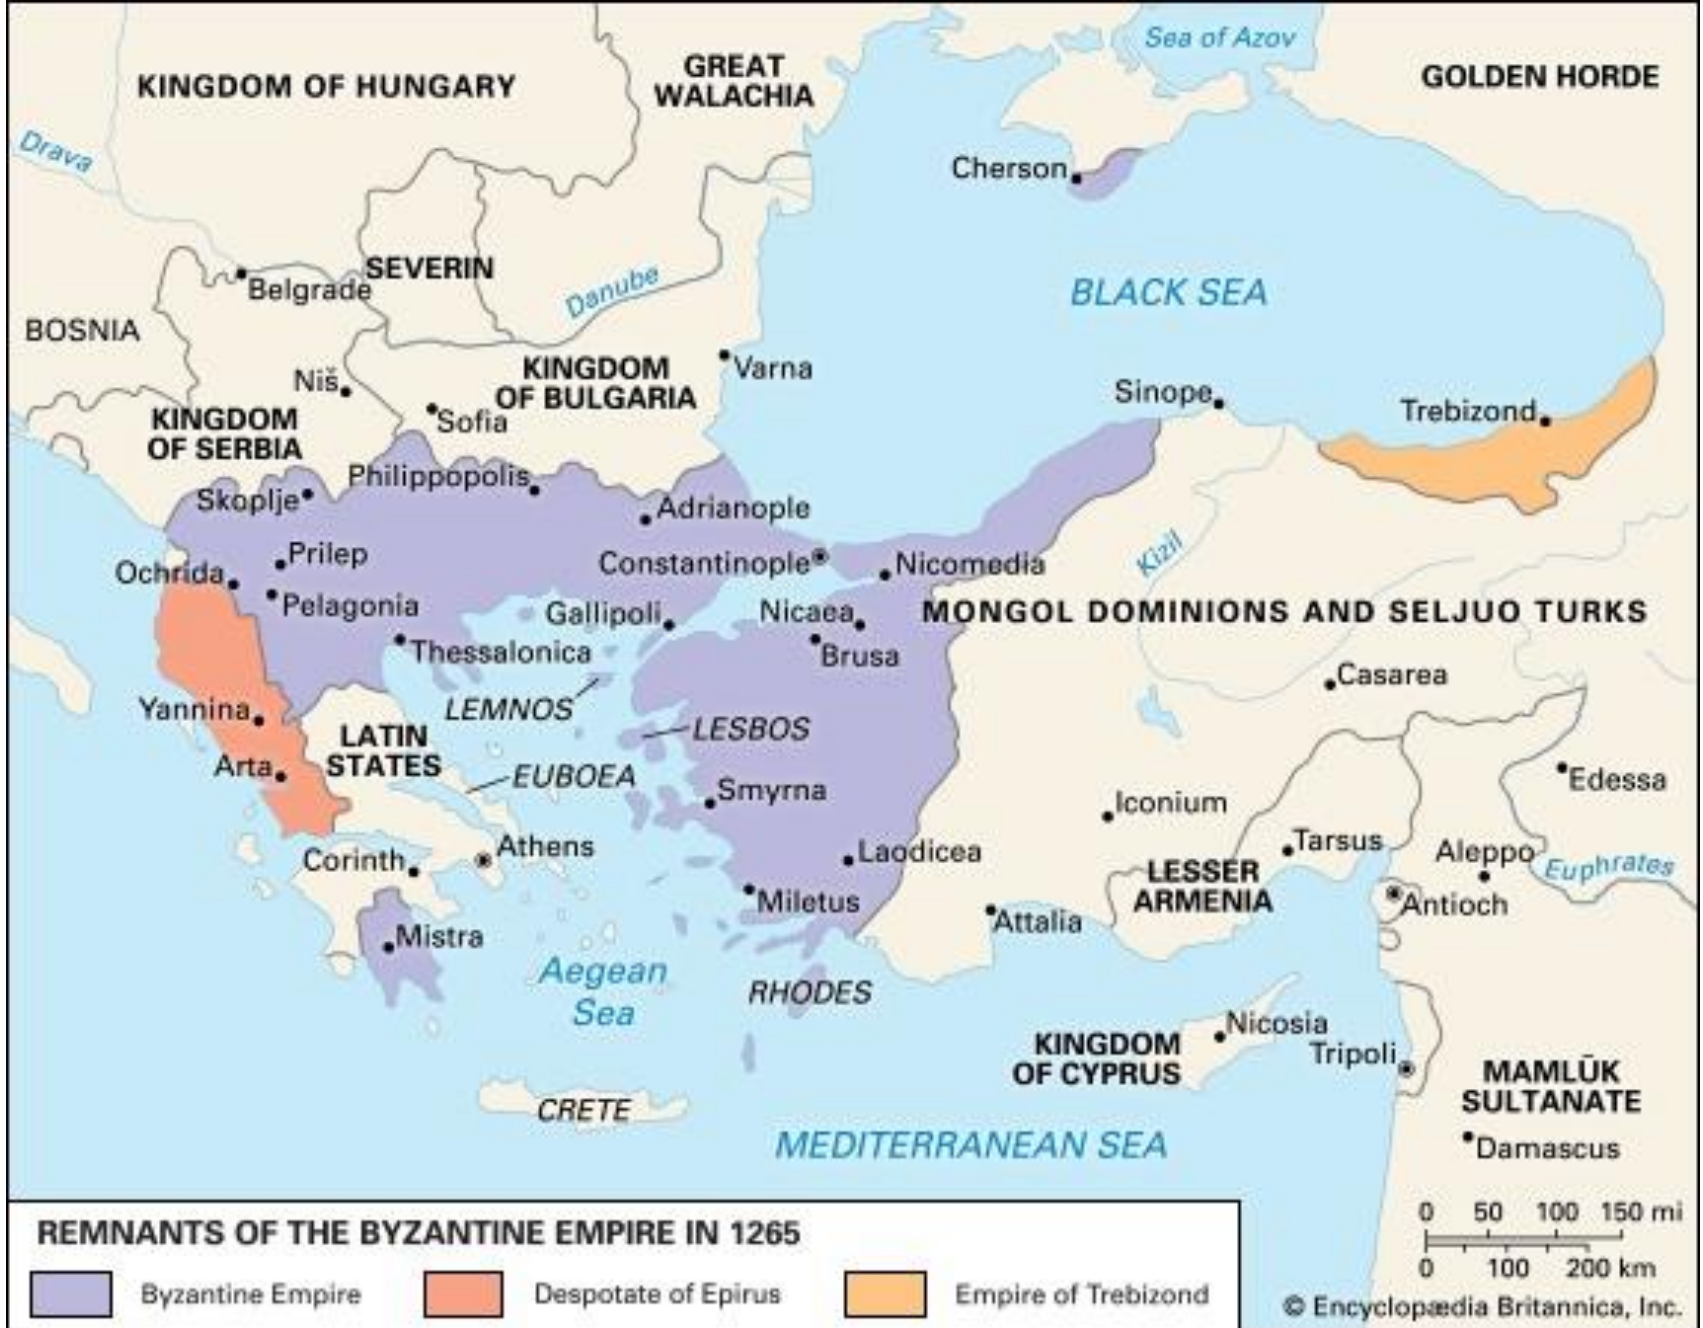 Sea of Azov
GREAT
WALACHIA
KINGDOM OF HUNGARY
GOLDEN HORDE
Drava
Cherson
SEVERIN
Belgrade
Danube
BLACK SEA
BOSNIA
KINGDOM
OF BULGARIA
Varna
Niš
Sinope
Trebizond
Sofia
KINGDOM
OF SERBIA
Philippopolis
Skoplje
Adrianople
Prilep
Constantinople
Nicomedia
Kizil
Ochrida
Pelagonia
Gallipoli
Nicaea
MONGOL DOMINIONS AND SELJUO TURKS
Thessalonica
Brusa
Casarea
LEMNOS
Yannina
LESBOS
LATIN
STATES
Arta
EUBOEA
Edessa
Smyrna
Iconium
Athens
Corinth
Laodicea
Tarsus
Aleppo
Euphrates
LESSER
ARMENIA
Miletus
Antioch
Attalia
Mistra
Aegean
Sea
RHODES
Nicosia
KINGDOM
OF CYPRUS
Tripoli
MAMLŪK
SULTANATE
CRETE
MEDITERRANEAN SEA
Damascus
REMNANTS OF THE BYZANTINE EMPIRE IN 1265
Byzantine Empire
Despotate of Epirus
Empire of Trebizond
0 50 100 150 mi
0 100 200 km
© Encyclopædia Britannica, Inc.